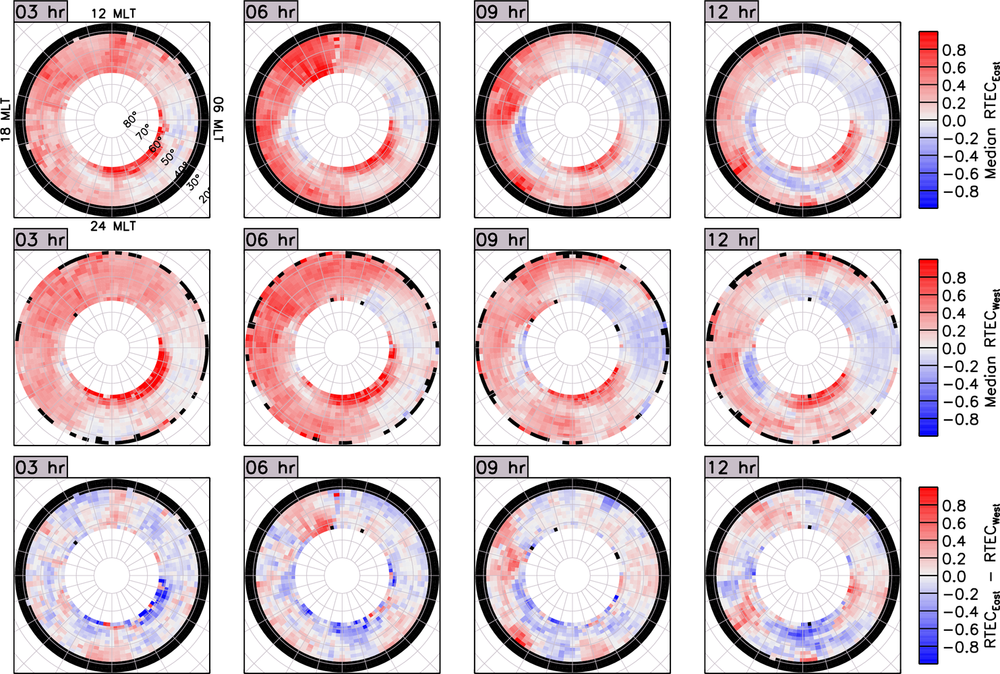 03 hr
12 MLT
06 hr
09 hr
12 hr
18 MLT
06 MLT
80°
70°
60°
50°
40°
30°
20°
24 MLT
0.8
0.6
0.4
0.2
0.0
−0.2
−0.4
−0.6
−0.8
Median RTECEast
03 hr
06 hr
09 hr
12 hr
0.8
0.6
0.4
0.2
0.0
−0.2
−0.4
−0.6
−0.8
Median RTECWest
03 hr
06 hr
09 hr
12 hr
0.8
0.6
0.4
0.2
0.0
−0.2
−0.4
−0.6
−0.8
RTECEast − RTECWest